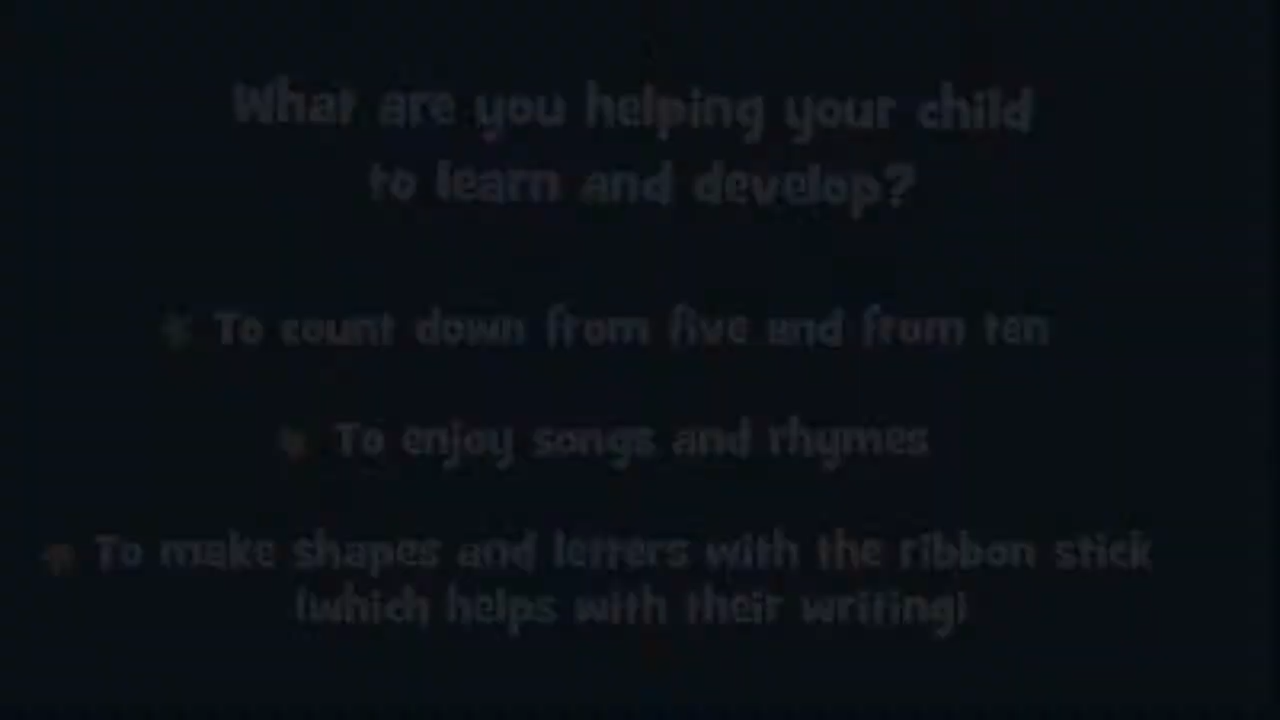 What are you helping your child
to learn and develop?
To count down from five and from ten
To enjoy songs and rhymes
To make shapes and letters with the ribbon stick
(which helps with their writing)